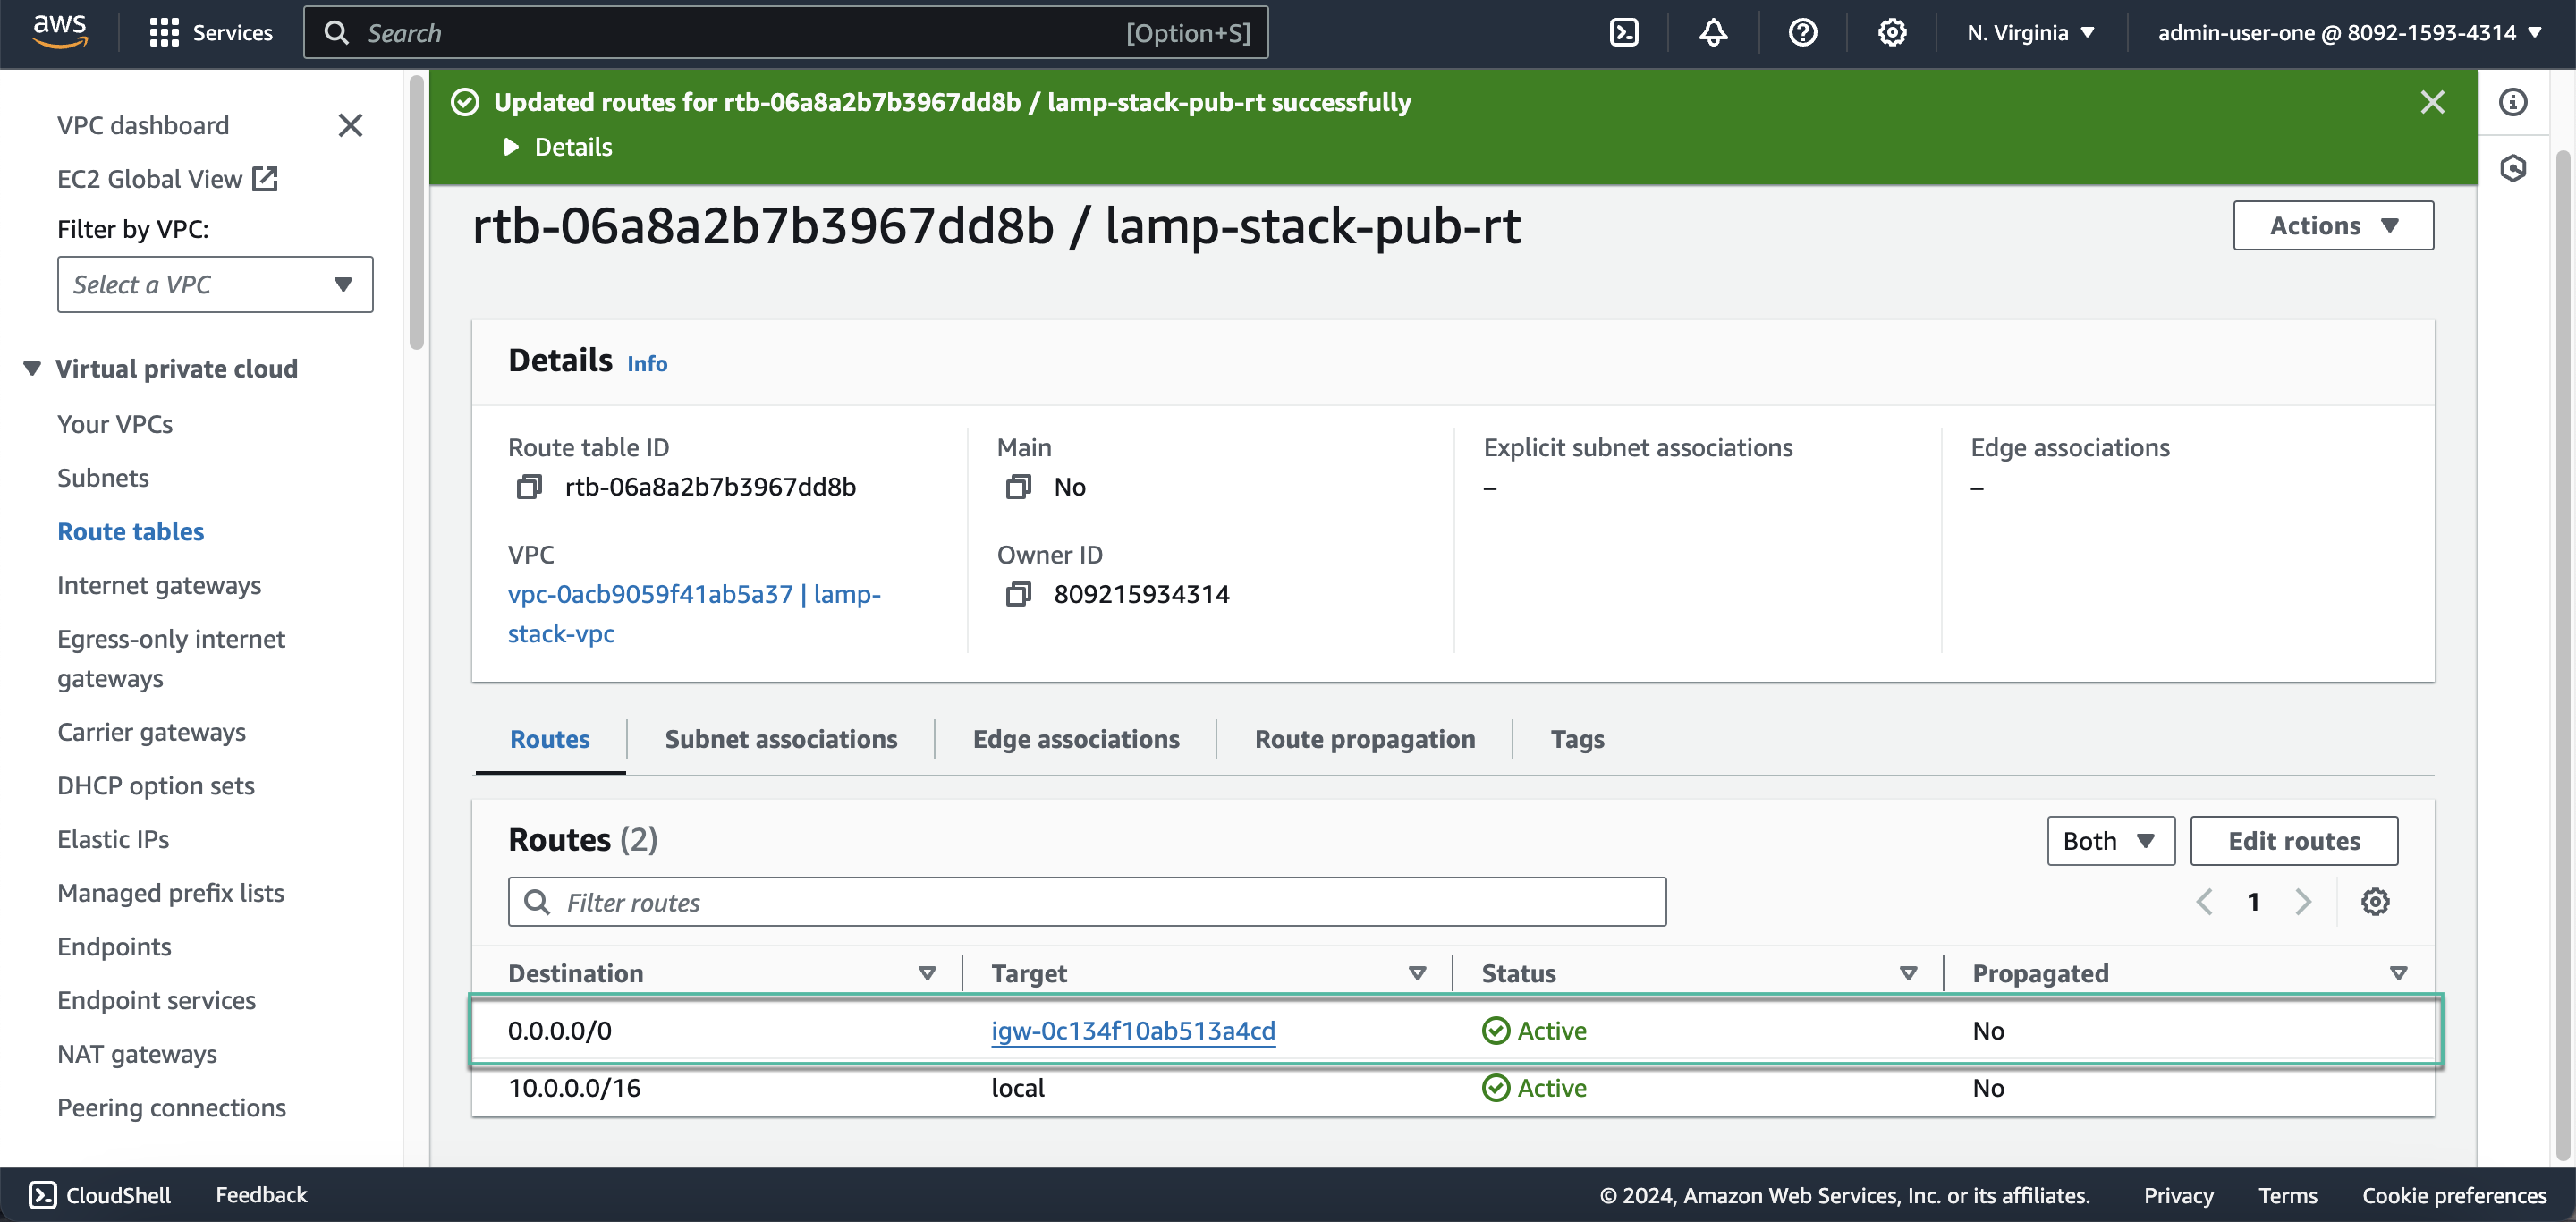 aws
Services
Search
[Option+S]
N. Virginia
admin-user-one @ 8092-1593-4314
VPC dashboard
EC2 Global View
Filter by VPC:
Select a VPC
Virtual private cloud
Your VPCs
Subnets
Route tables
Internet gateways
Egress-only internet
gateways
Carrier gateways
DHCP option sets
Elastic IPs
Managed prefix lists
Endpoints
Endpoint services
NAT gateways
Peering connections
Updated routes for rtb-06a8a2b7b3967dd8b / lamp-stack-pub-rt successfully
Details
rtb-06a8a2b7b3967dd8b / lamp-stack-pub-rt
Actions
Details Info
Route table ID
rtb-06a8a2b7b3967dd8b
Main
No
Explicit subnet associations
–
Edge associations
–
VPC
vpc-0acb9059f41ab5a37 | lamp-
stack-vpc
Owner ID
809215934314
Routes
Subnet associations
Edge associations
Route propagation
Tags
Routes (2)
Both
Edit routes
Filter routes
1
Destination
Target
Status
Propagated
0.0.0.0/0
igw-0c134f10ab513a4cd
Active
No
10.0.0.0/16
local
Active
No
CloudShell
Feedback
© 2024, Amazon Web Services, Inc. or its affiliates.
Privacy
Terms
Cookie preferences